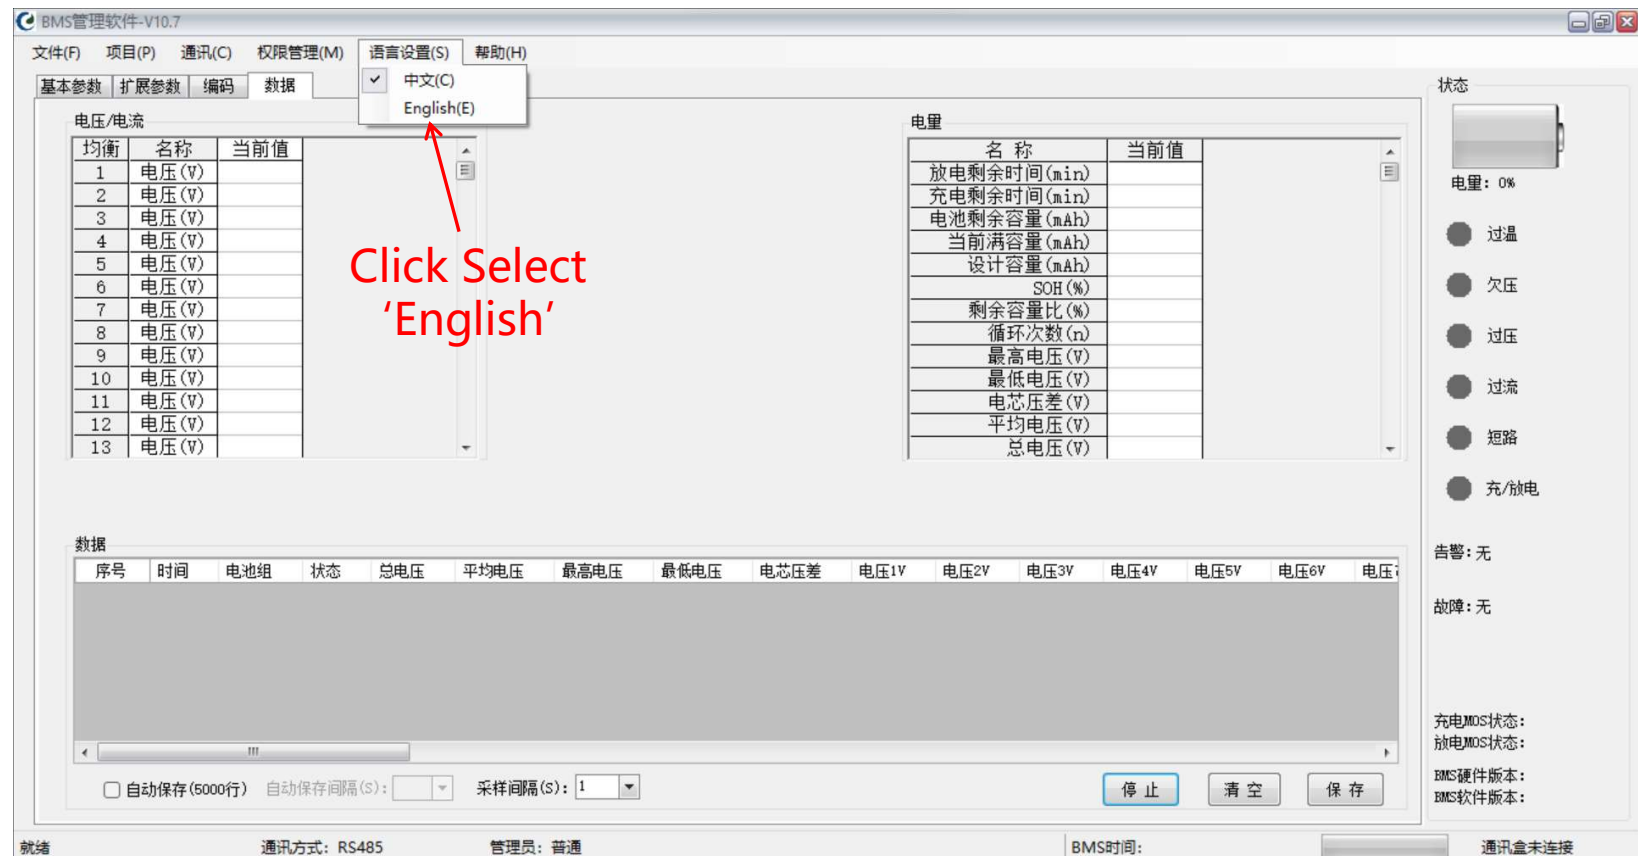 BMS管理软件-V10.7
文件(F) 项目(P) 通讯(C) 权限管理(M) 语言设置(S) 帮助(H)
中文(C)
English(E)
基本参数 扩展参数 编码 数据
电压/电流
均衡 名称 当前值
1 电压(V)
2 电压(V)
3 电压(V)
4 电压(V)
5 电压(V)
6 电压(V)
7 电压(V)
8 电压(V)
9 电压(V)
10 电压(V)
11 电压(V)
12 电压(V)
13 电压(V)
Click Select
‘English’
电量
名 称 当前值
放电剩余时间(min)
充电剩余时间(min)
电池剩余容量(mAh)
当前满容量(mAh)
设计容量(mAh)
SOH(%)
剩余容量比(%)
循环次数(n)
最高电压(V)
最低电压(V)
电芯压差(V)
平均电压(V)
总电压(V)
状态
电量: 0%
过温
欠压
过压
过流
短路
充/放电
告警: 无
故障: 无
充电MOS状态:
放电MOS状态:
BMS硬件版本:
BMS软件版本:
数据
序号 时间 电池组 状态 总电压 平均电压 最高电压 最低电压 电芯压差 电压1V 电压2V 电压3V 电压4V 电压5V 电压6V 电压
自动保存(5000行) 自动保存间隔(S): 采样间隔(S): 1 停 止 清 空 保 存
就绪 通讯方式: RS485 管理员: 普通 BMS时间: 通讯盒未连接